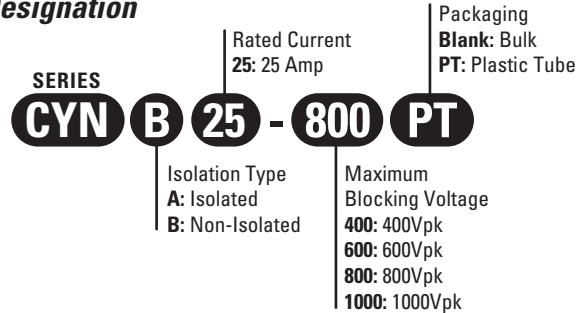 esignation
Packaging
Blank: Bulk
PT: Plastic Tube
Rated Current
25: 25 Amp
SERIES
CYN B 25 - 800 PT
Isolation Type
A: Isolated
B: Non-Isolated
Maximum
Blocking Voltage
400: 400Vpk
600: 600Vpk
800: 800Vpk
1000: 1000Vpk